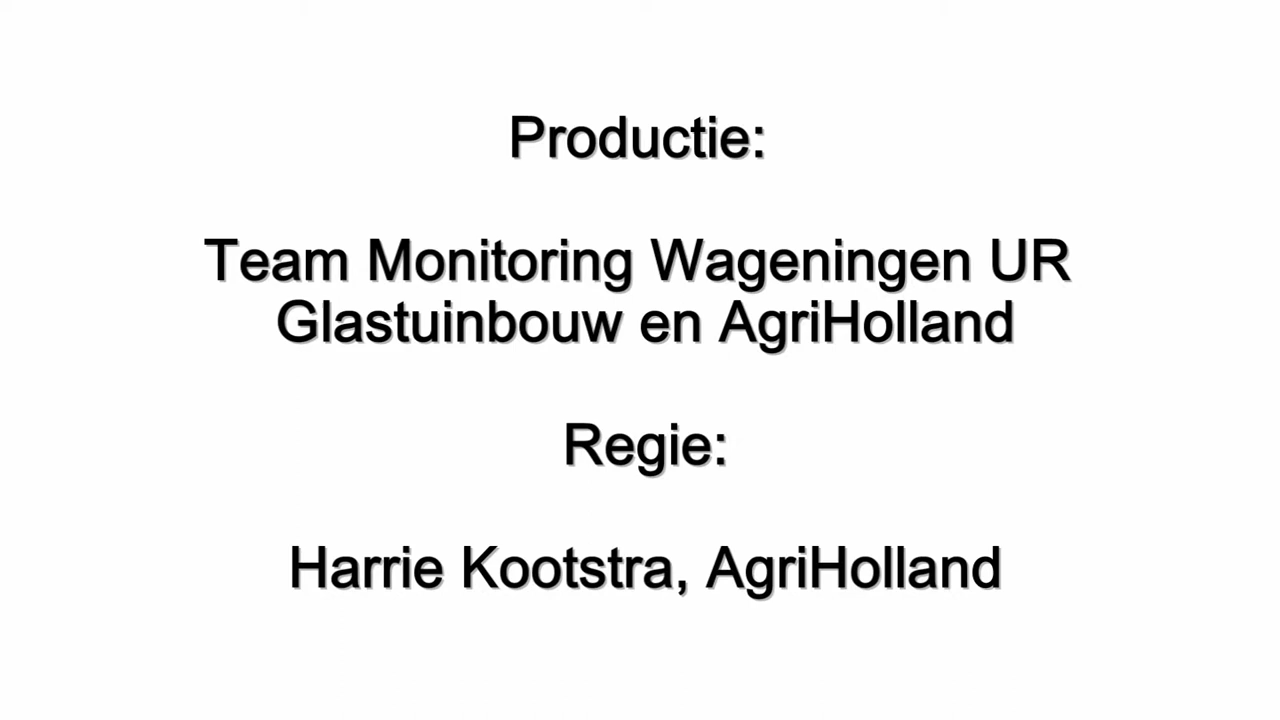 Productie:
Team Monitoring Wageningen UR
Glastuinbouw en AgriHolland
Regie:
Harrie Kootstra, AgriHolland